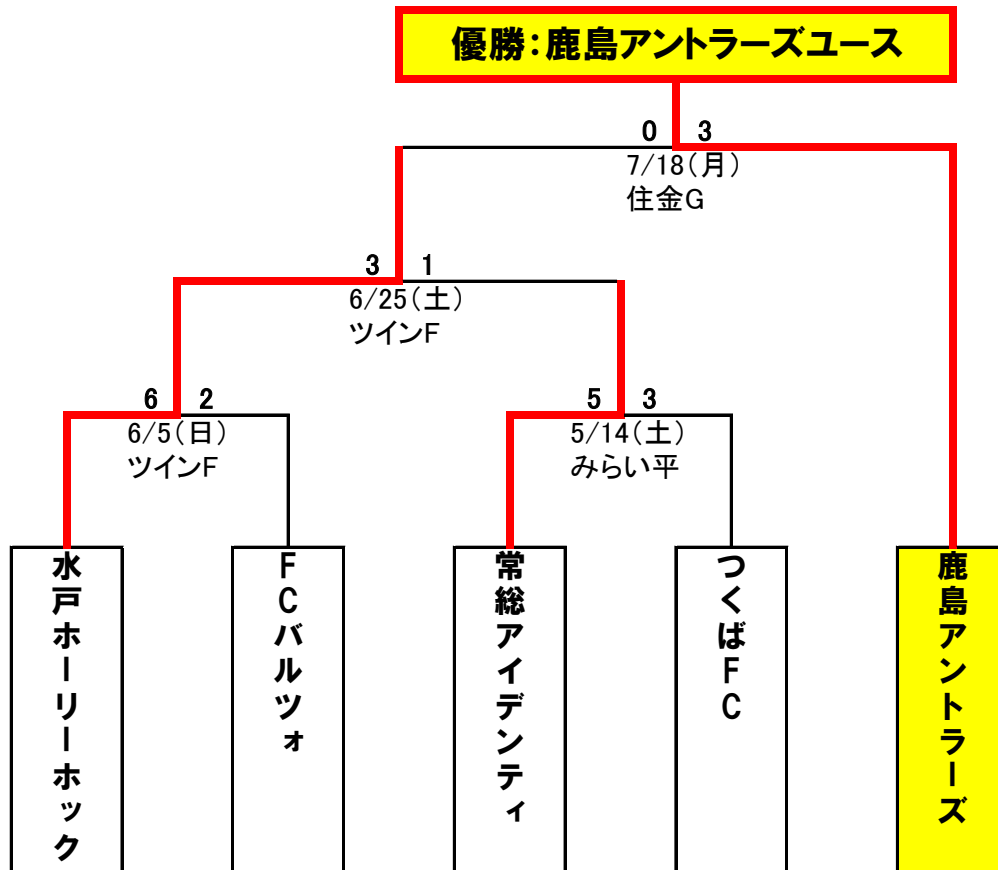 優勝：鹿島アントラーズユース
0 3
7/18（月）
住金G
3 1
6/25（土）
ツインF
6 2
6/5（日）
ツインF
5 3
5/14（土）
みらい平
水戸ホーリーホック
FCバルツォ
常総アイデンティ
つくばFC
鹿島アントラーズ